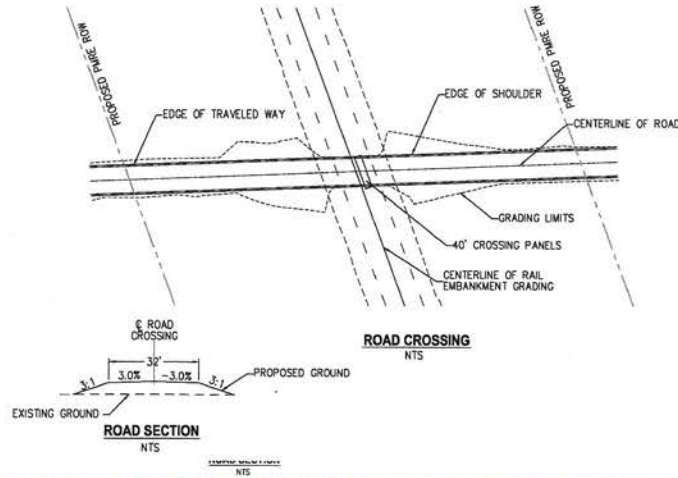 PROPOSED PMRE ROW
PROPOSED PMRE ROW
EDGE OF TRAVELED WAY
EDGE OF SHOULDER
CENTERLINE OF ROAD
GRADING LIMITS
40' CROSSING PANELS
CENTERLINE OF RAIL
EMBANKMENT GRADING
ROAD CROSSING
NTS
℄ ROAD
CROSSING
32'
3:1 3.0% -3.0% 3:1
PROPOSED GROUND
EXISTING GROUND
ROAD SECTION
NTS
ROAD SECTION
NTS